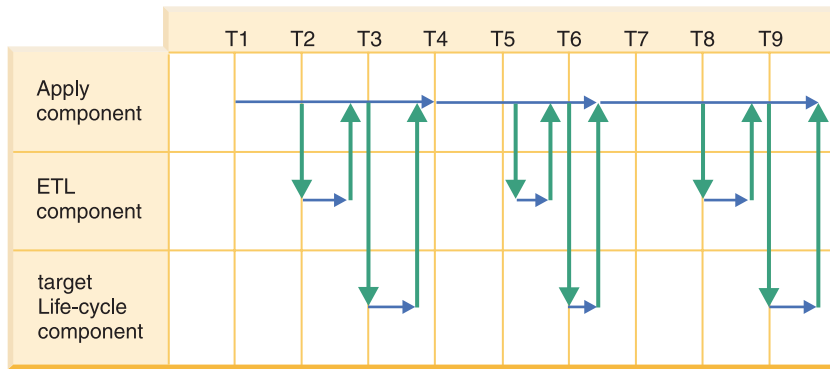 T1 T2 T3 T4 T5 T6 T7 T8 T9
Apply
component
ETL
component
target
Life-cycle
component